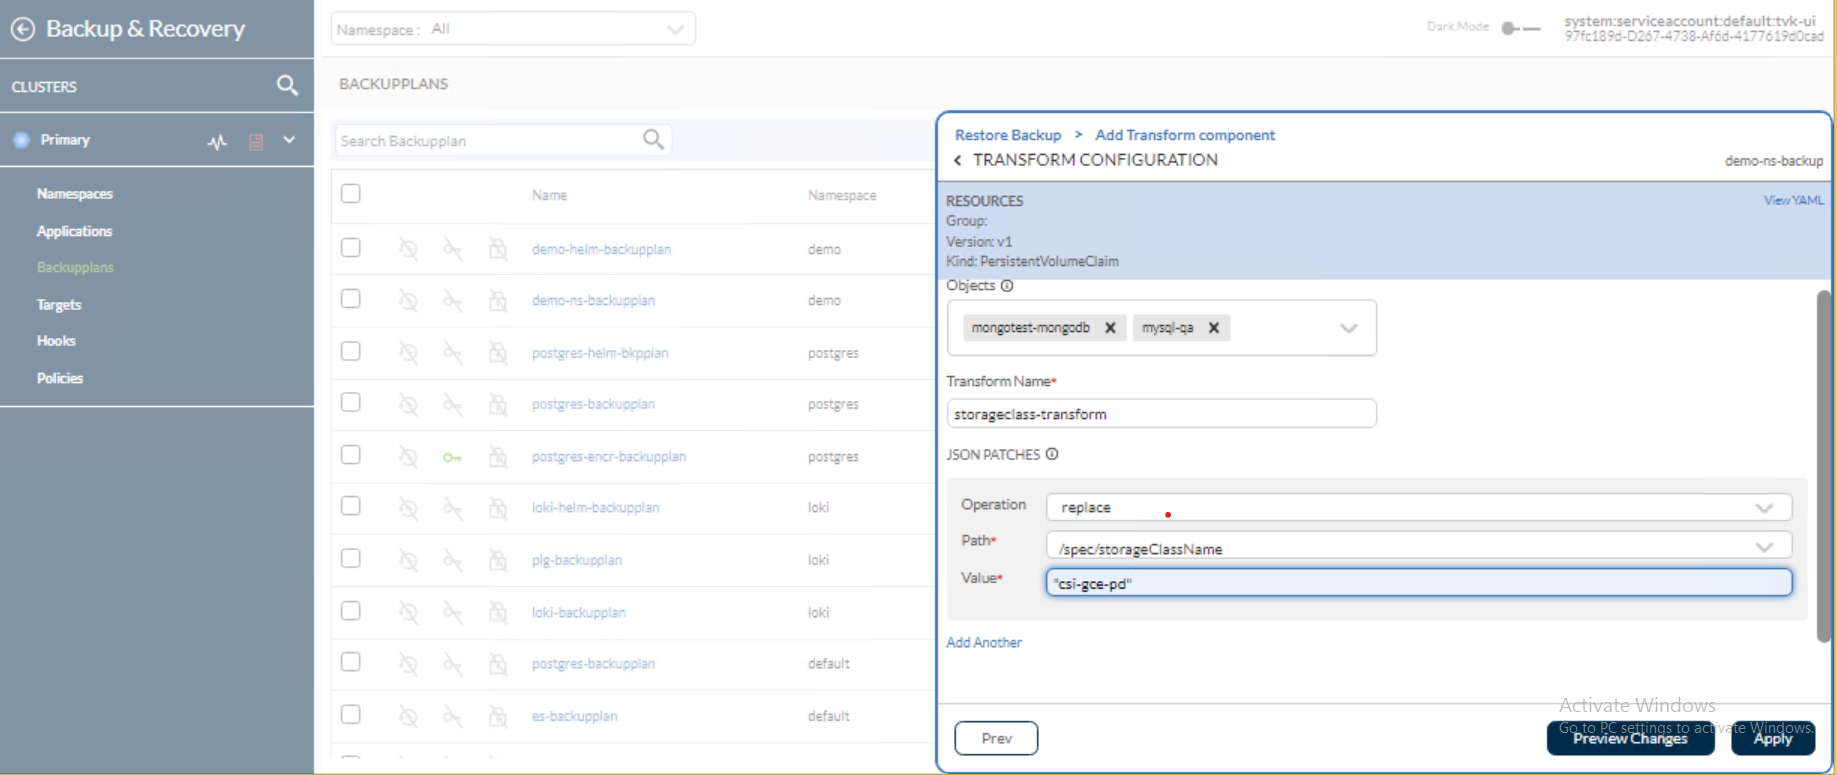 Backup & Recovery
CLUSTERS
Primary
Namespaces
Applications
Backupplans
Targets
Hooks
Policies
Namespace : All
Dark Mode
system:serviceaccount:default:tvk-ui
97fc189d-D267-4738-Af6d-4177619d0cad
BACKUPPLANS
Search Backupplan
Name Namespace
demo-helm-backupplan demo
demo-ns-backupplan demo
postgres-helm-bkpplan postgres
postgres-backupplan postgres
postgres-encr-backupplan postgres
loki-helm-backupplan loki
plg-backupplan loki
loki-backupplan loki
postgres-backupplan default
es-backupplan default
Restore Backup > Add Transform component
TRANSFORM CONFIGURATION
demo-ns-backup
RESOURCES
View YAML
Group:
Version: v1
Kind: PersistentVolumeClaim
Objects
mongotest-mongodb X mysql-qa X
Transform Name*
storageclass-transform
JSON PATCHES
Operation replace
Path* /spec/storageClassName
Value* "csi-gce-pd"
Add Another
Activate Windows
Go to PC settings to activate Windows.
Prev Preview Changes Apply